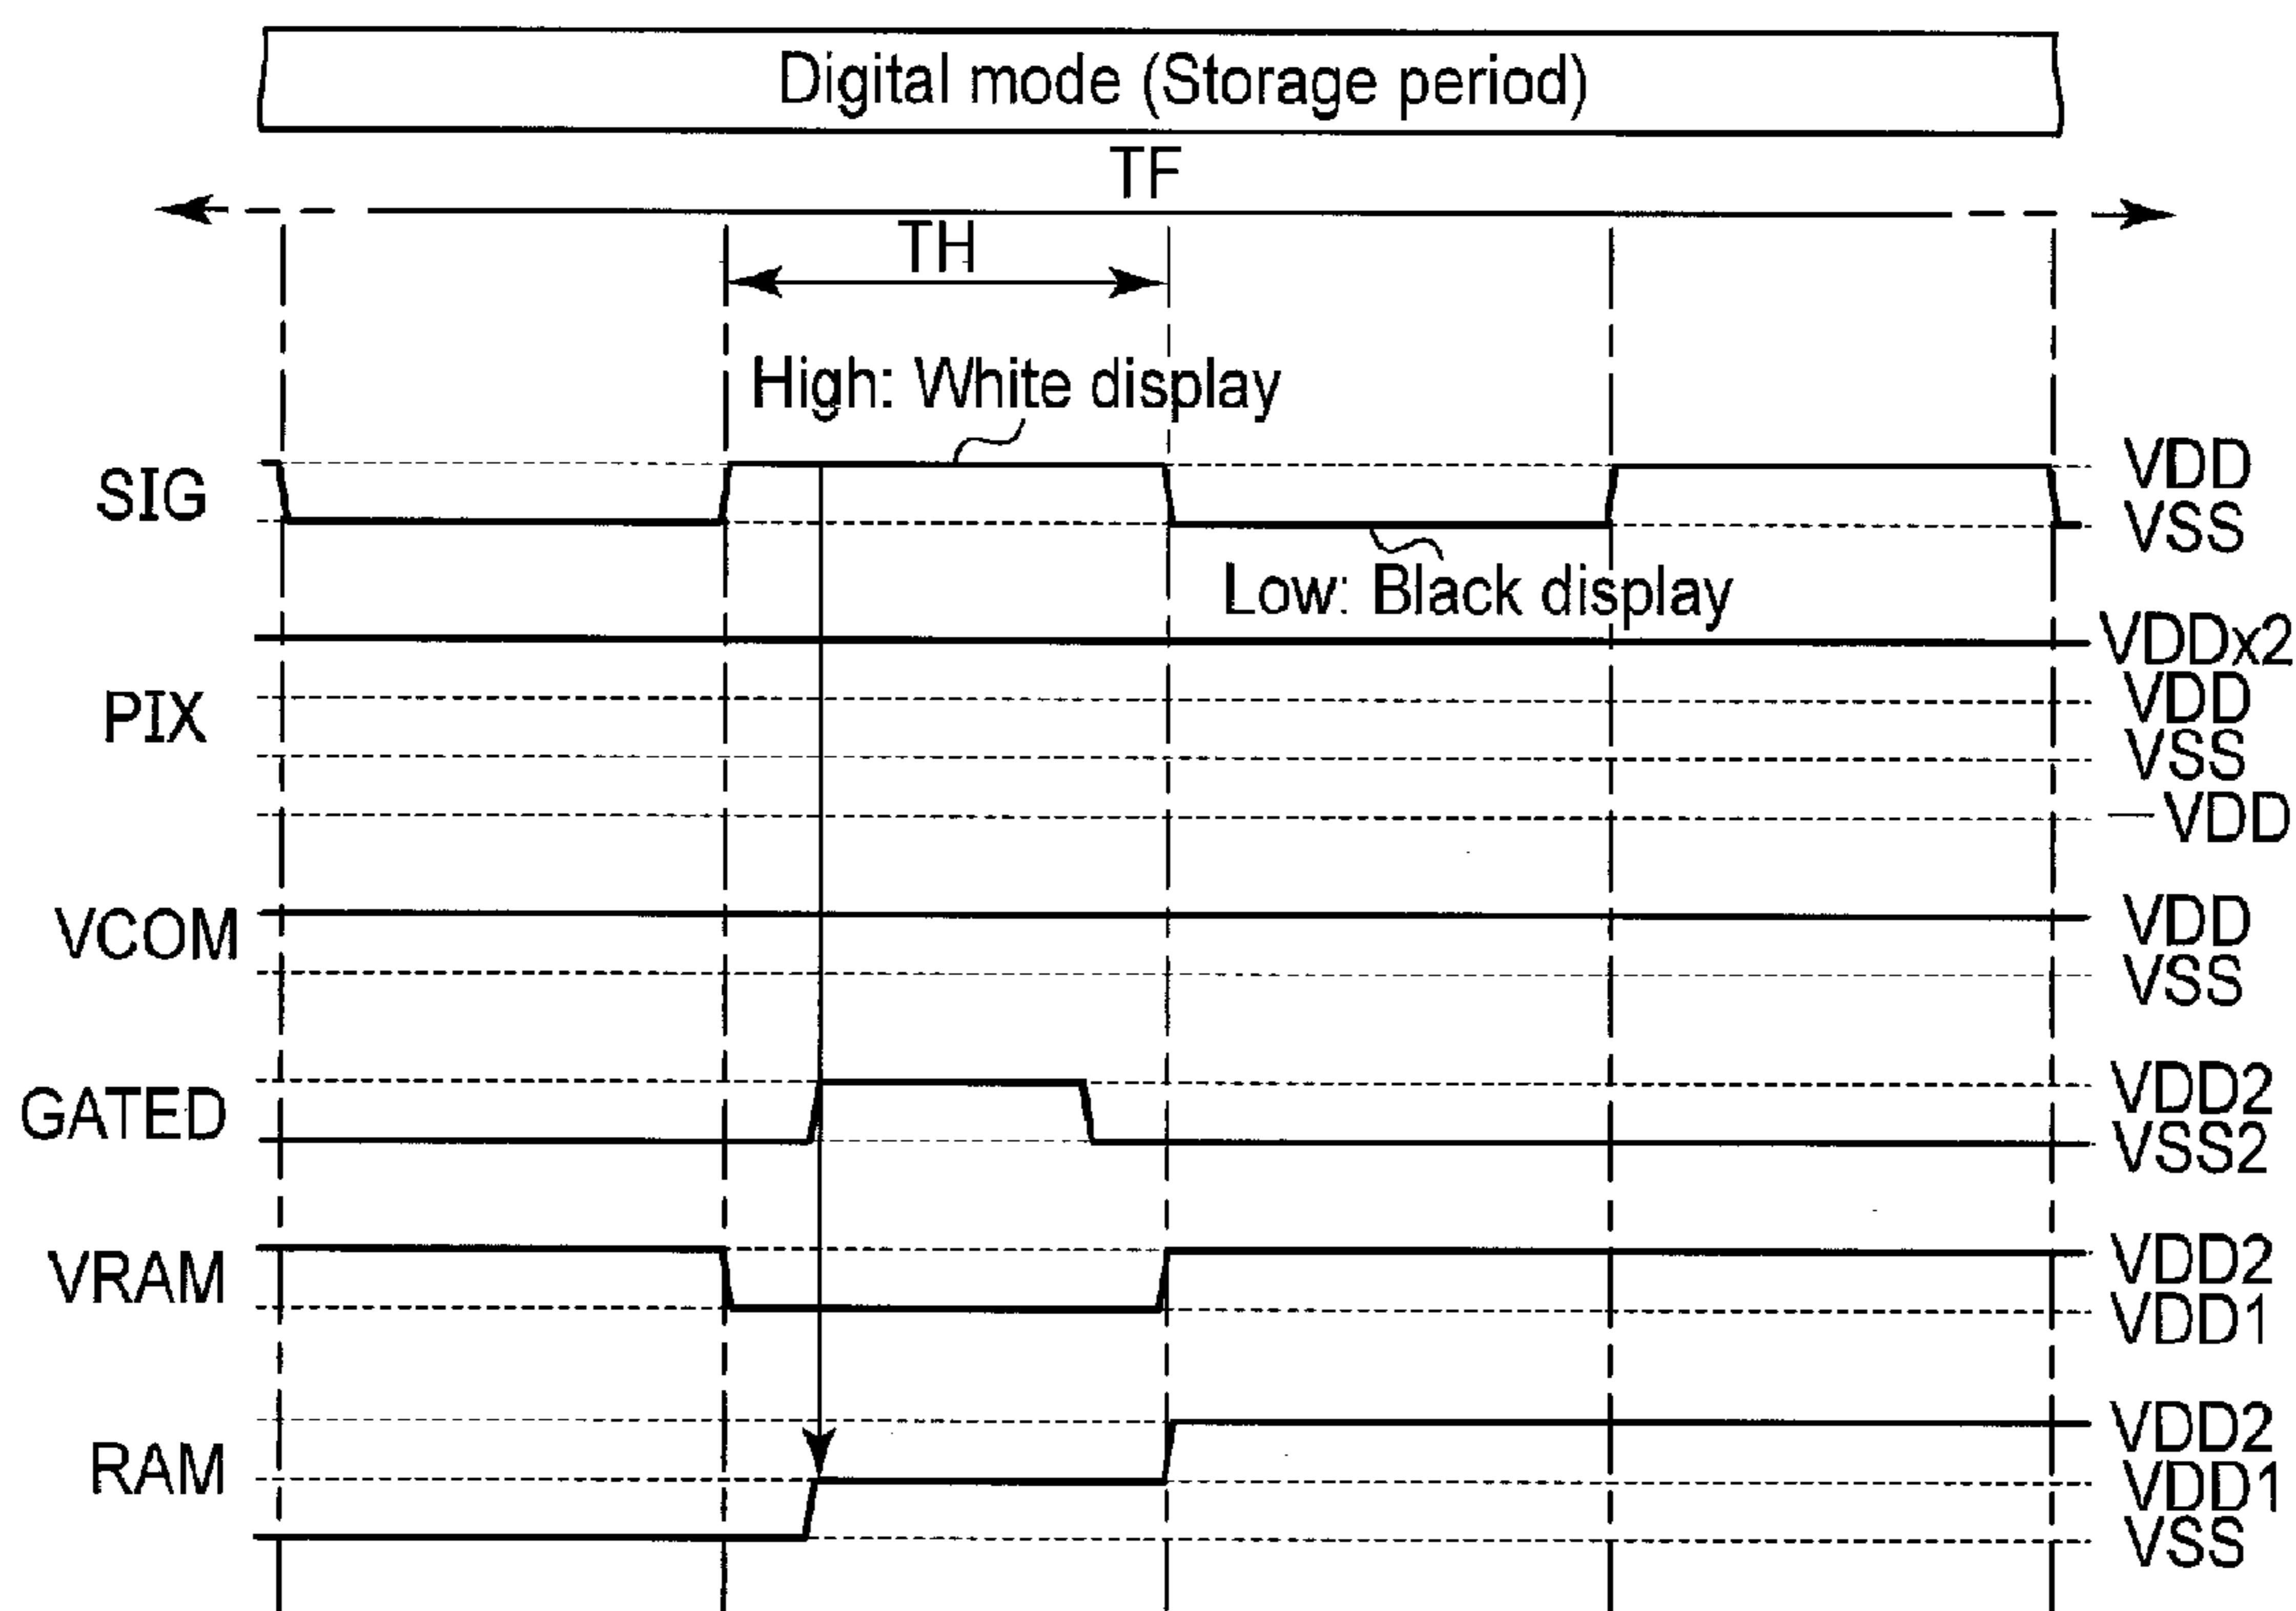 Digital mode (Storage period)
TF
TH
High: White display
SIG
VDD
VSS
Low: Black display
PIX
VDDx2
VDD
VSS
—VDD
VCOM
VDD
VSS
GATED
VDD2
VSS2
VRAM
VDD2
VDD1
RAM
VDD2
VDD1
VSS